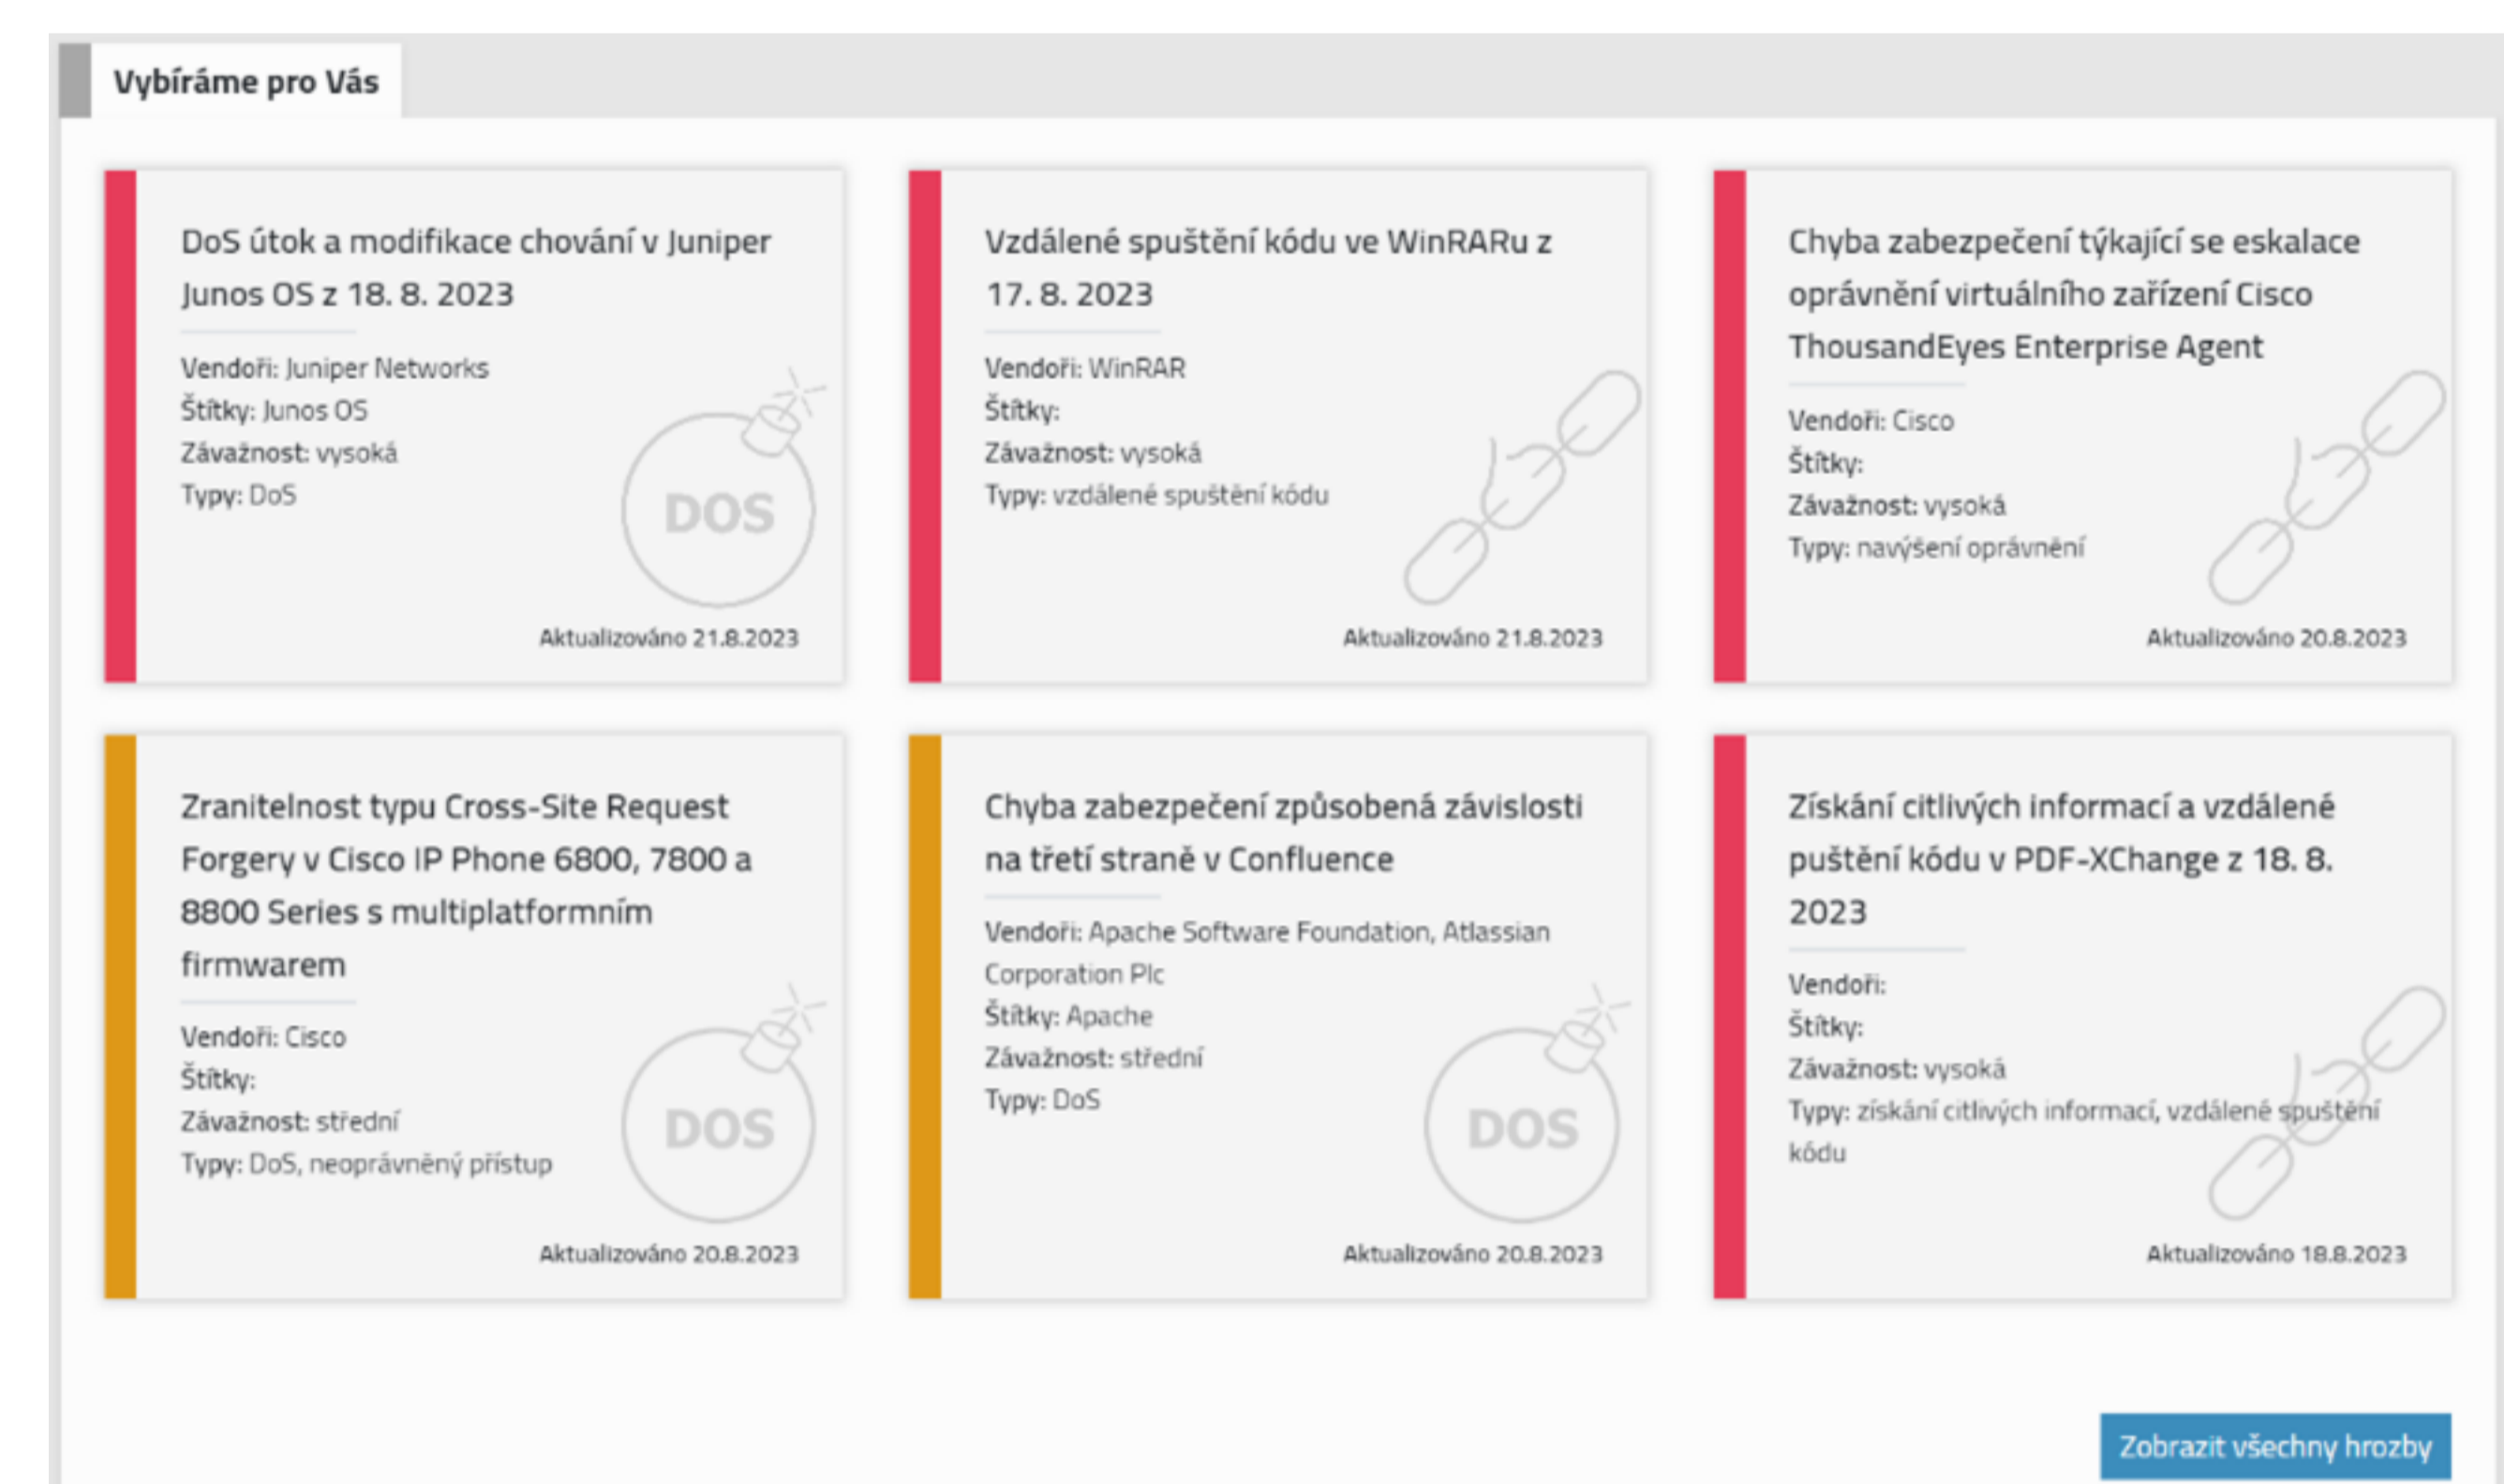 Vybíráme pro Vás
DoS útok a modifikace chování v Juniper
Junos OS z 18. 8. 2023
Vendoři: Juniper Networks
Štítky: Junos OS
Závažnost: vysoká
Typy: DoS
DOS
Aktualizováno 21.8.2023
Vzdálené spuštění kódu ve WinRARu z
17. 8. 2023
Vendoři: WinRAR
Štítky:
Závažnost: vysoká
Typy: vzdálené spuštění kódu
Aktualizováno 21.8.2023
Chyba zabezpečení týkající se eskalace
oprávnění virtuálního zařízení Cisco
ThousandEyes Enterprise Agent
Vendoři: Cisco
Štítky:
Závažnost: vysoká
Typy: navýšení oprávnění
Aktualizováno 20.8.2023
Zranitelnost typu Cross-Site Request
Forgery v Cisco IP Phone 6800, 7800 a
8800 Series s multiplatformním
firmwarem
Vendoři: Cisco
Štítky:
Závažnost: střední
Typy: DoS, neoprávněný přístup
DOS
Aktualizováno 20.8.2023
Chyba zabezpečení způsobená závislosti
na třetí straně v Confluence
Vendoři: Apache Software Foundation, Atlassian
Corporation Plc
Štítky: Apache
Závažnost: střední
Typy: DoS
DOS
Aktualizováno 20.8.2023
Získání citlivých informací a vzdálené
puštění kódu v PDF-XChange z 18. 8.
2023
Vendoři:
Štítky:
Závažnost: vysoká
Typy: získání citlivých informací, vzdálené spuštění
kódu
Aktualizováno 18.8.2023
Zobrazit všechny hrozby